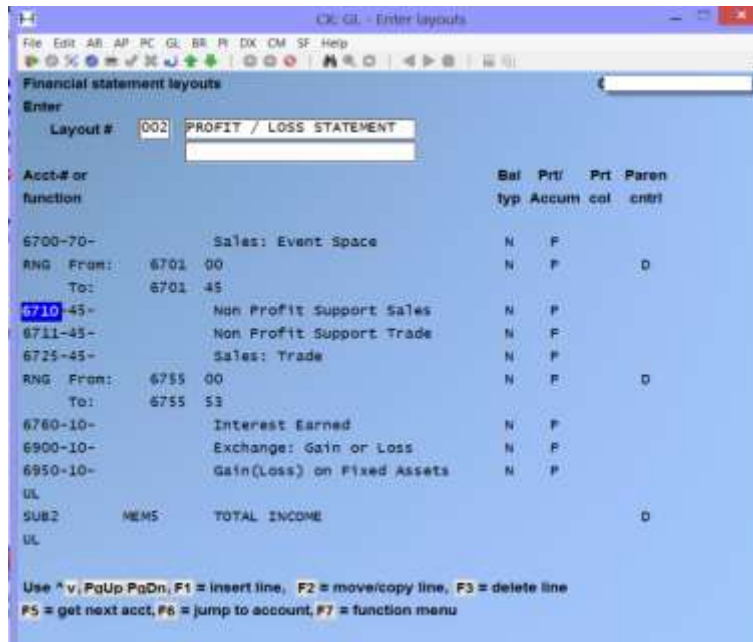 CX: GL - Enter layouts
File Edit AR AP PC GL BR PI DX CM SF Help
Financial statement layouts
Enter
Layout # 002 PROFIT / LOSS STATEMENT
Acct-# or Bal Prt/ Prt Paren
function typ Accum col cntrl
6700-70- Sales: Event Space N P
RNG From: 6701 00 N P D
To: 6701 45
6710-45- Non Profit Support Sales N P
6711-45- Non Profit Support Trade N P
6725-45- Sales: Trade N P
RNG From: 6755 00 N P D
To: 6755 53
6760-10- Interest Earned N P
6900-10- Exchange: Gain or Loss N P
6950-10- Gain(Loss) on Fixed Assets N P
UL
SUB2 MEM5 TOTAL INCOME D
UL
Use ^ v, PgUp PgDn, F1 = insert line, F2 = move/copy line, F3 = delete line
F5 = get next acct, F6 = jump to account, F7 = function menu